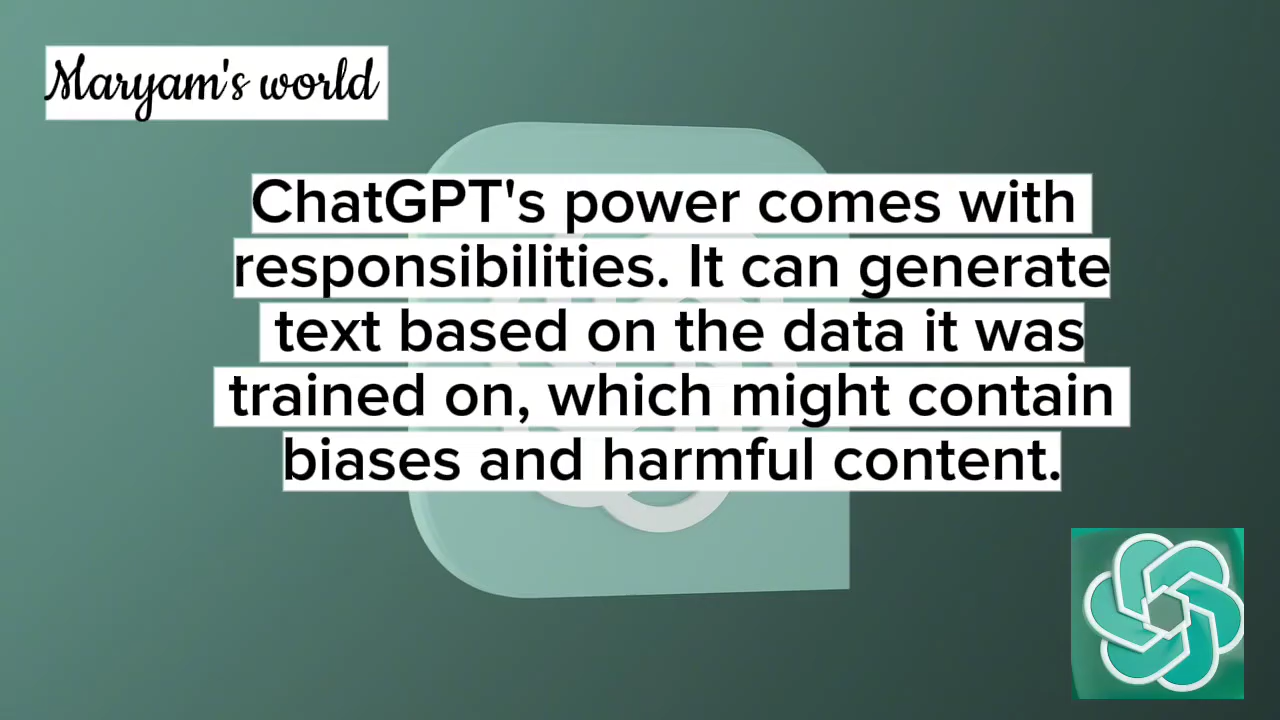 Maryam's world
ChatGPT's power comes with
responsibilities. It can generate
text based on the data it was
trained on, which might contain
biases and harmful content.